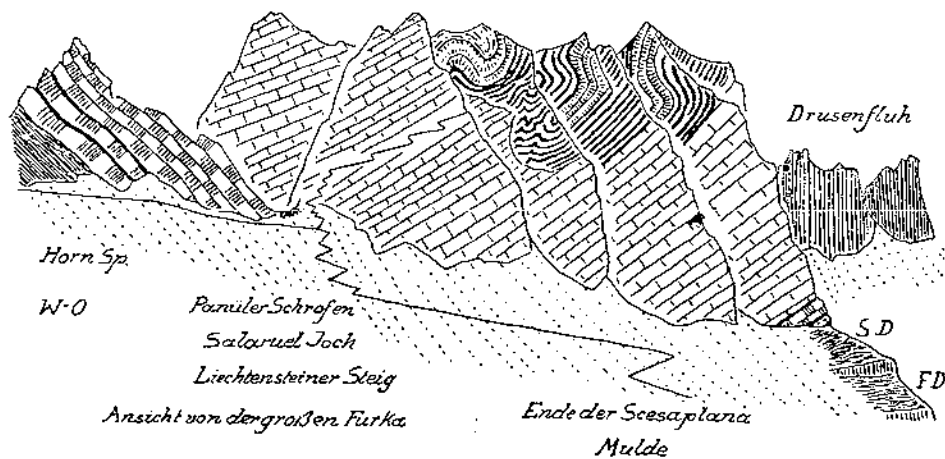 Drusenfluh
Horn Sp.
W-O
Panüler Schrofen
Salaruel Joch
Liechtensteiner Steig
Ansicht von der großen Furka
Ende der Scesaplana
Mulde
S.D
F.D